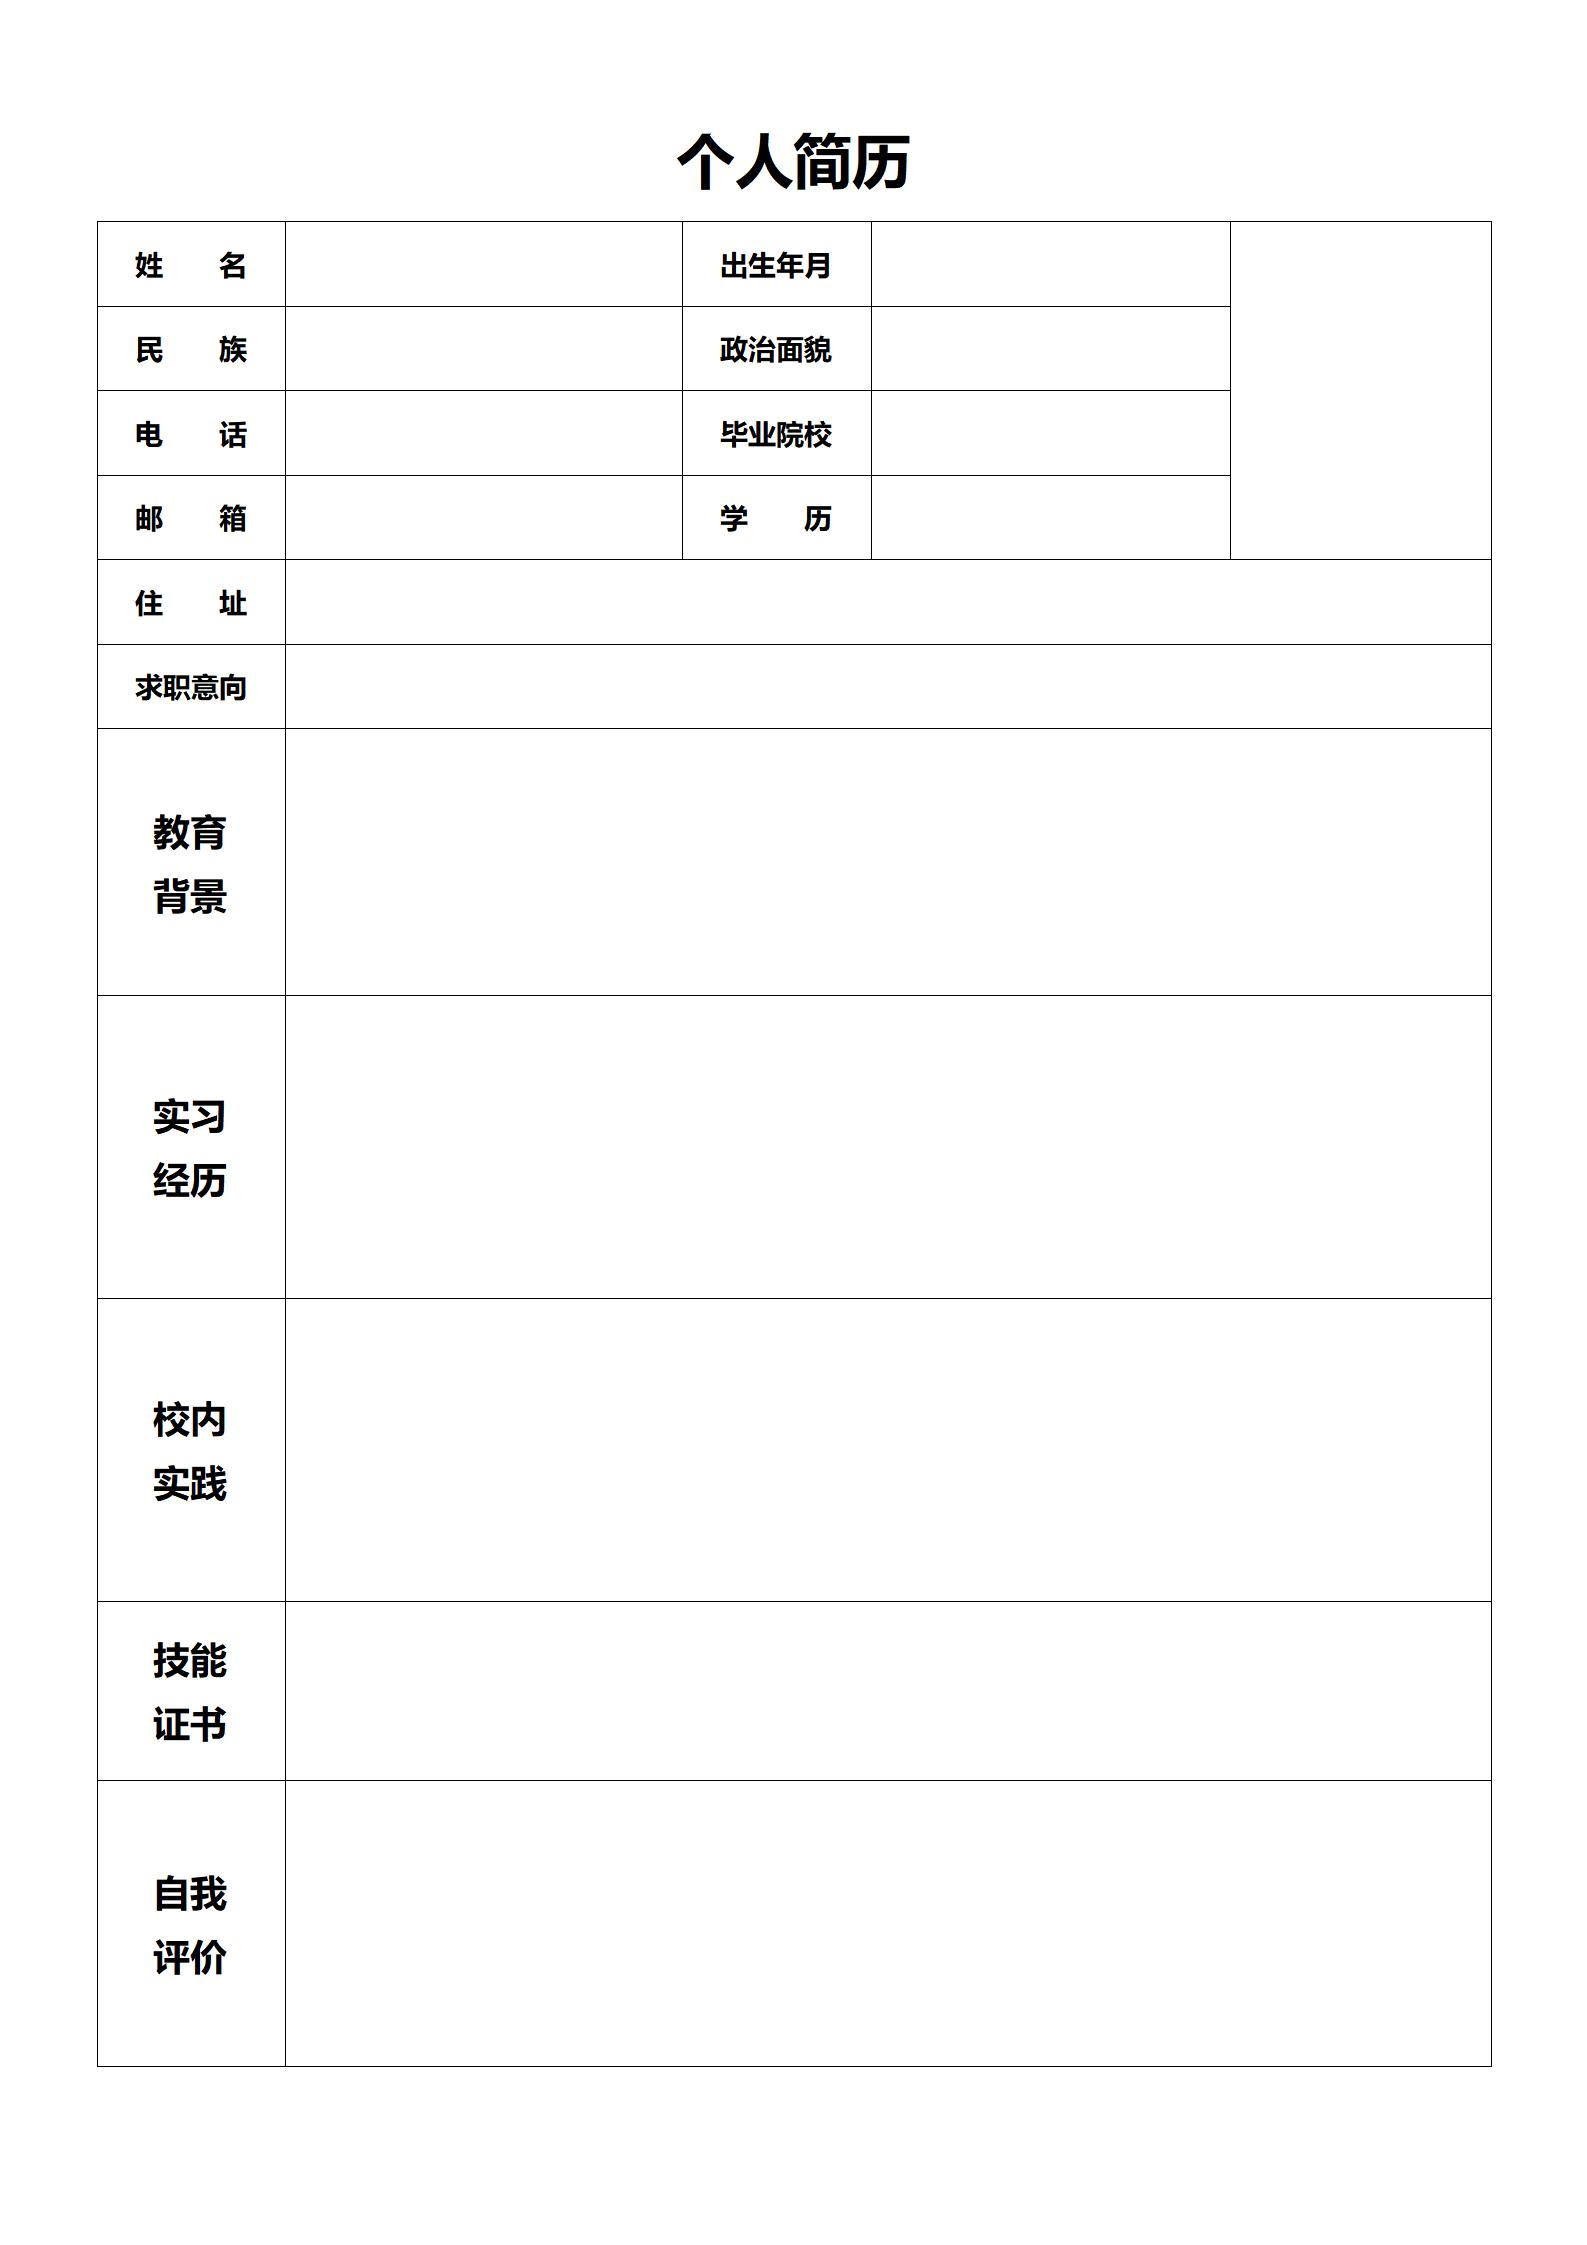 个人简历
姓　　名　出生年月
民　　族　政治面貌
电　　话　毕业院校
邮　　箱　学　　历
住　　址
求职意向
教育
背景
实习
经历
校内
实践
技能
证书
自我
评价